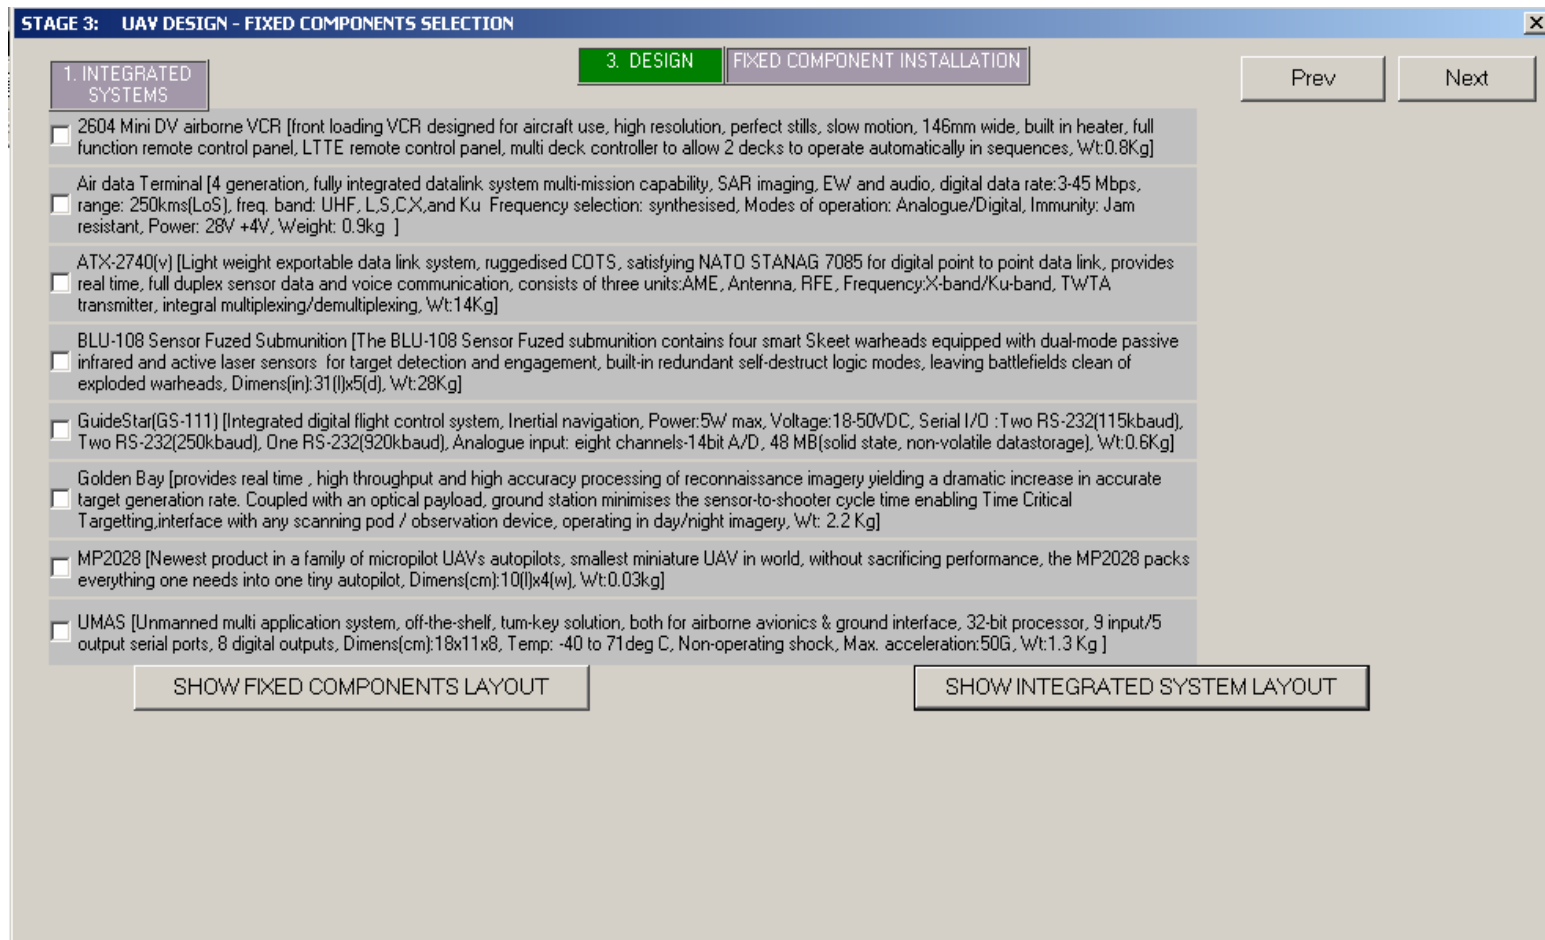 STAGE 3: UAV DESIGN - FIXED COMPONENTS SELECTION
3. DESIGN
FIXED COMPONENT INSTALLATION
Prev
Next
1. INTEGRATED
SYSTEMS
2604 Mini DV airborne VCR [front loading VCR designed for aircraft use, high resolution, perfect stills, slow motion, 146mm wide, built in heater, full
function remote control panel, LTTE remote control panel, multi deck controller to allow 2 decks to operate automatically in sequences, Wt:0.8Kg]
Air data Terminal [4 generation, fully integrated datalink system multi-mission capability, SAR imaging, EW and audio, digital data rate:3-45 Mbps,
range: 250kms(LoS), freq. band: UHF, L,S,C,X,and Ku Frequency selection: synthesised, Modes of operation: Analogue/Digital, Immunity: Jam
resistant, Power: 28V +4V, Weight: 0.9kg ]
ATX-2740(v) [Light weight exportable data link system, ruggedised COTS, satisfying NATO STANAG 7085 for digital point to point data link, provides
real time, full duplex sensor data and voice communication, consists of three units:AME, Antenna, RFE, Frequency:X-band/Ku-band, TWTA
transmitter, integral multiplexing/demultiplexing, Wt:14Kg]
BLU-108 Sensor Fuzed Submunition [The BLU-108 Sensor Fuzed submunition contains four smart Skeet warheads equipped with dual-mode passive
infrared and active laser sensors for target detection and engagement, built-in redundant self-destruct logic modes, leaving battlefields clean of
exploded warheads, Dimens(in):31(l)x5(d), Wt:28Kg]
GuideStar(GS-111) [Integrated digital flight control system, Inertial navigation, Power:5W max, Voltage:18-50VDC, Serial I/O :Two RS-232(115kbaud),
Two RS-232(250kbaud), One RS-232(920kbaud), Analogue input: eight channels-14bit A/D, 48 MB(solid state, non-volatile datastorage), Wt:0.6Kg]
Golden Bay [provides real time , high throughput and high accuracy processing of reconnaissance imagery yielding a dramatic increase in accurate
target generation rate. Coupled with an optical payload, ground station minimises the sensor-to-shooter cycle time enabling Time Critical
Targetting,interface with any scanning pod / observation device, operating in day/night imagery, Wt: 2.2 Kg]
MP2028 [Newest product in a family of micropilot UAVs autopilots, smallest miniature UAV in world, without sacrificing performance, the MP2028 packs
everything one needs into one tiny autopilot, Dimens(cm):10(l)x4(w), Wt:0.03kg]
UMAS [Unmanned multi application system, off-the-shelf, turn-key solution, both for airborne avionics & ground interface, 32-bit processor, 9 input/5
output serial ports, 8 digital outputs, Dimens(cm):18x11x8, Temp: -40 to 71deg C, Non-operating shock, Max. acceleration:50G, Wt:1.3 Kg ]
SHOW FIXED COMPONENTS LAYOUT
SHOW INTEGRATED SYSTEM LAYOUT